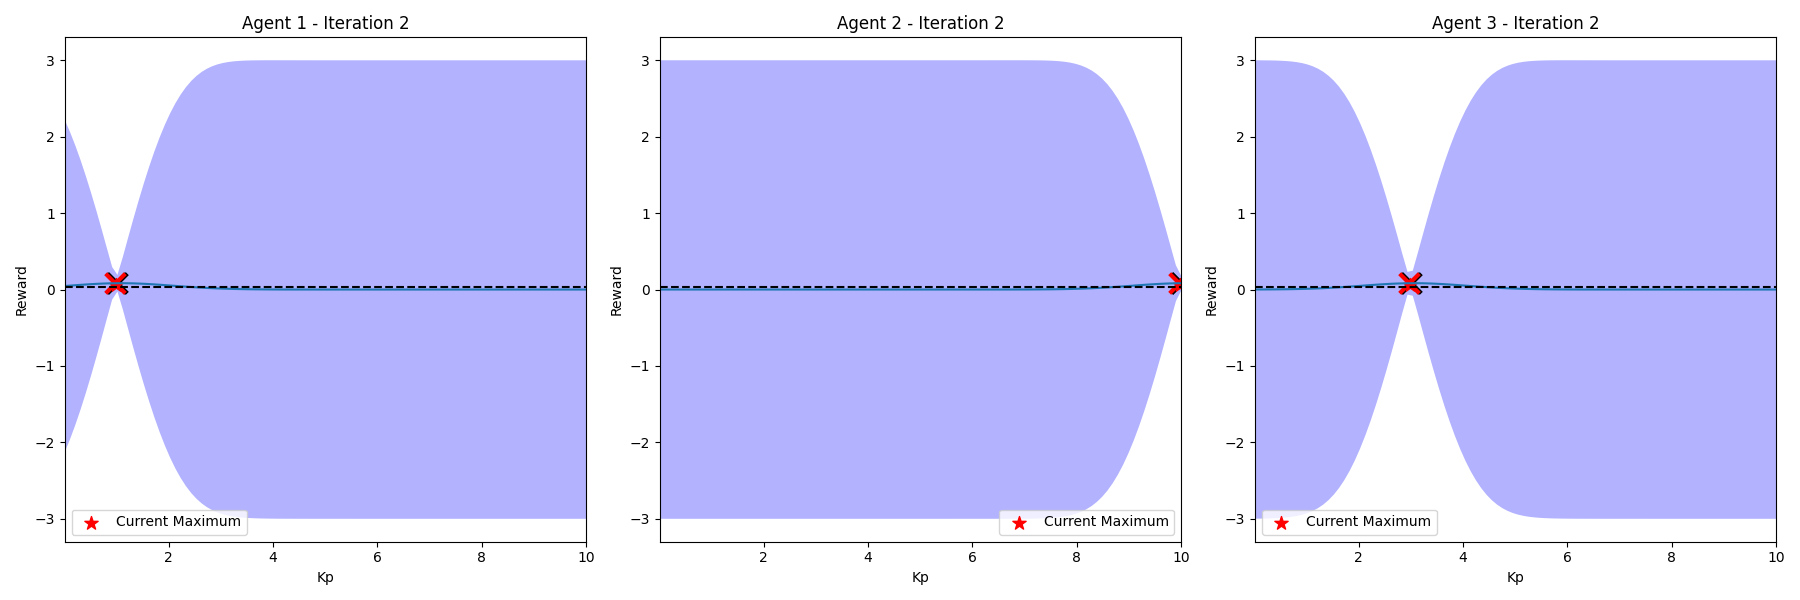 Agent 1 - Iteration 2
3
2
1
0
−1
−2
−3
Reward
Current Maximum
2 4 6 8 10
Kp
Agent 2 - Iteration 2
3
2
1
0
−1
−2
−3
Reward
Current Maximum
2 4 6 8 10
Kp
Agent 3 - Iteration 2
3
2
1
0
−1
−2
−3
Reward
Current Maximum
2 4 6 8 10
Kp